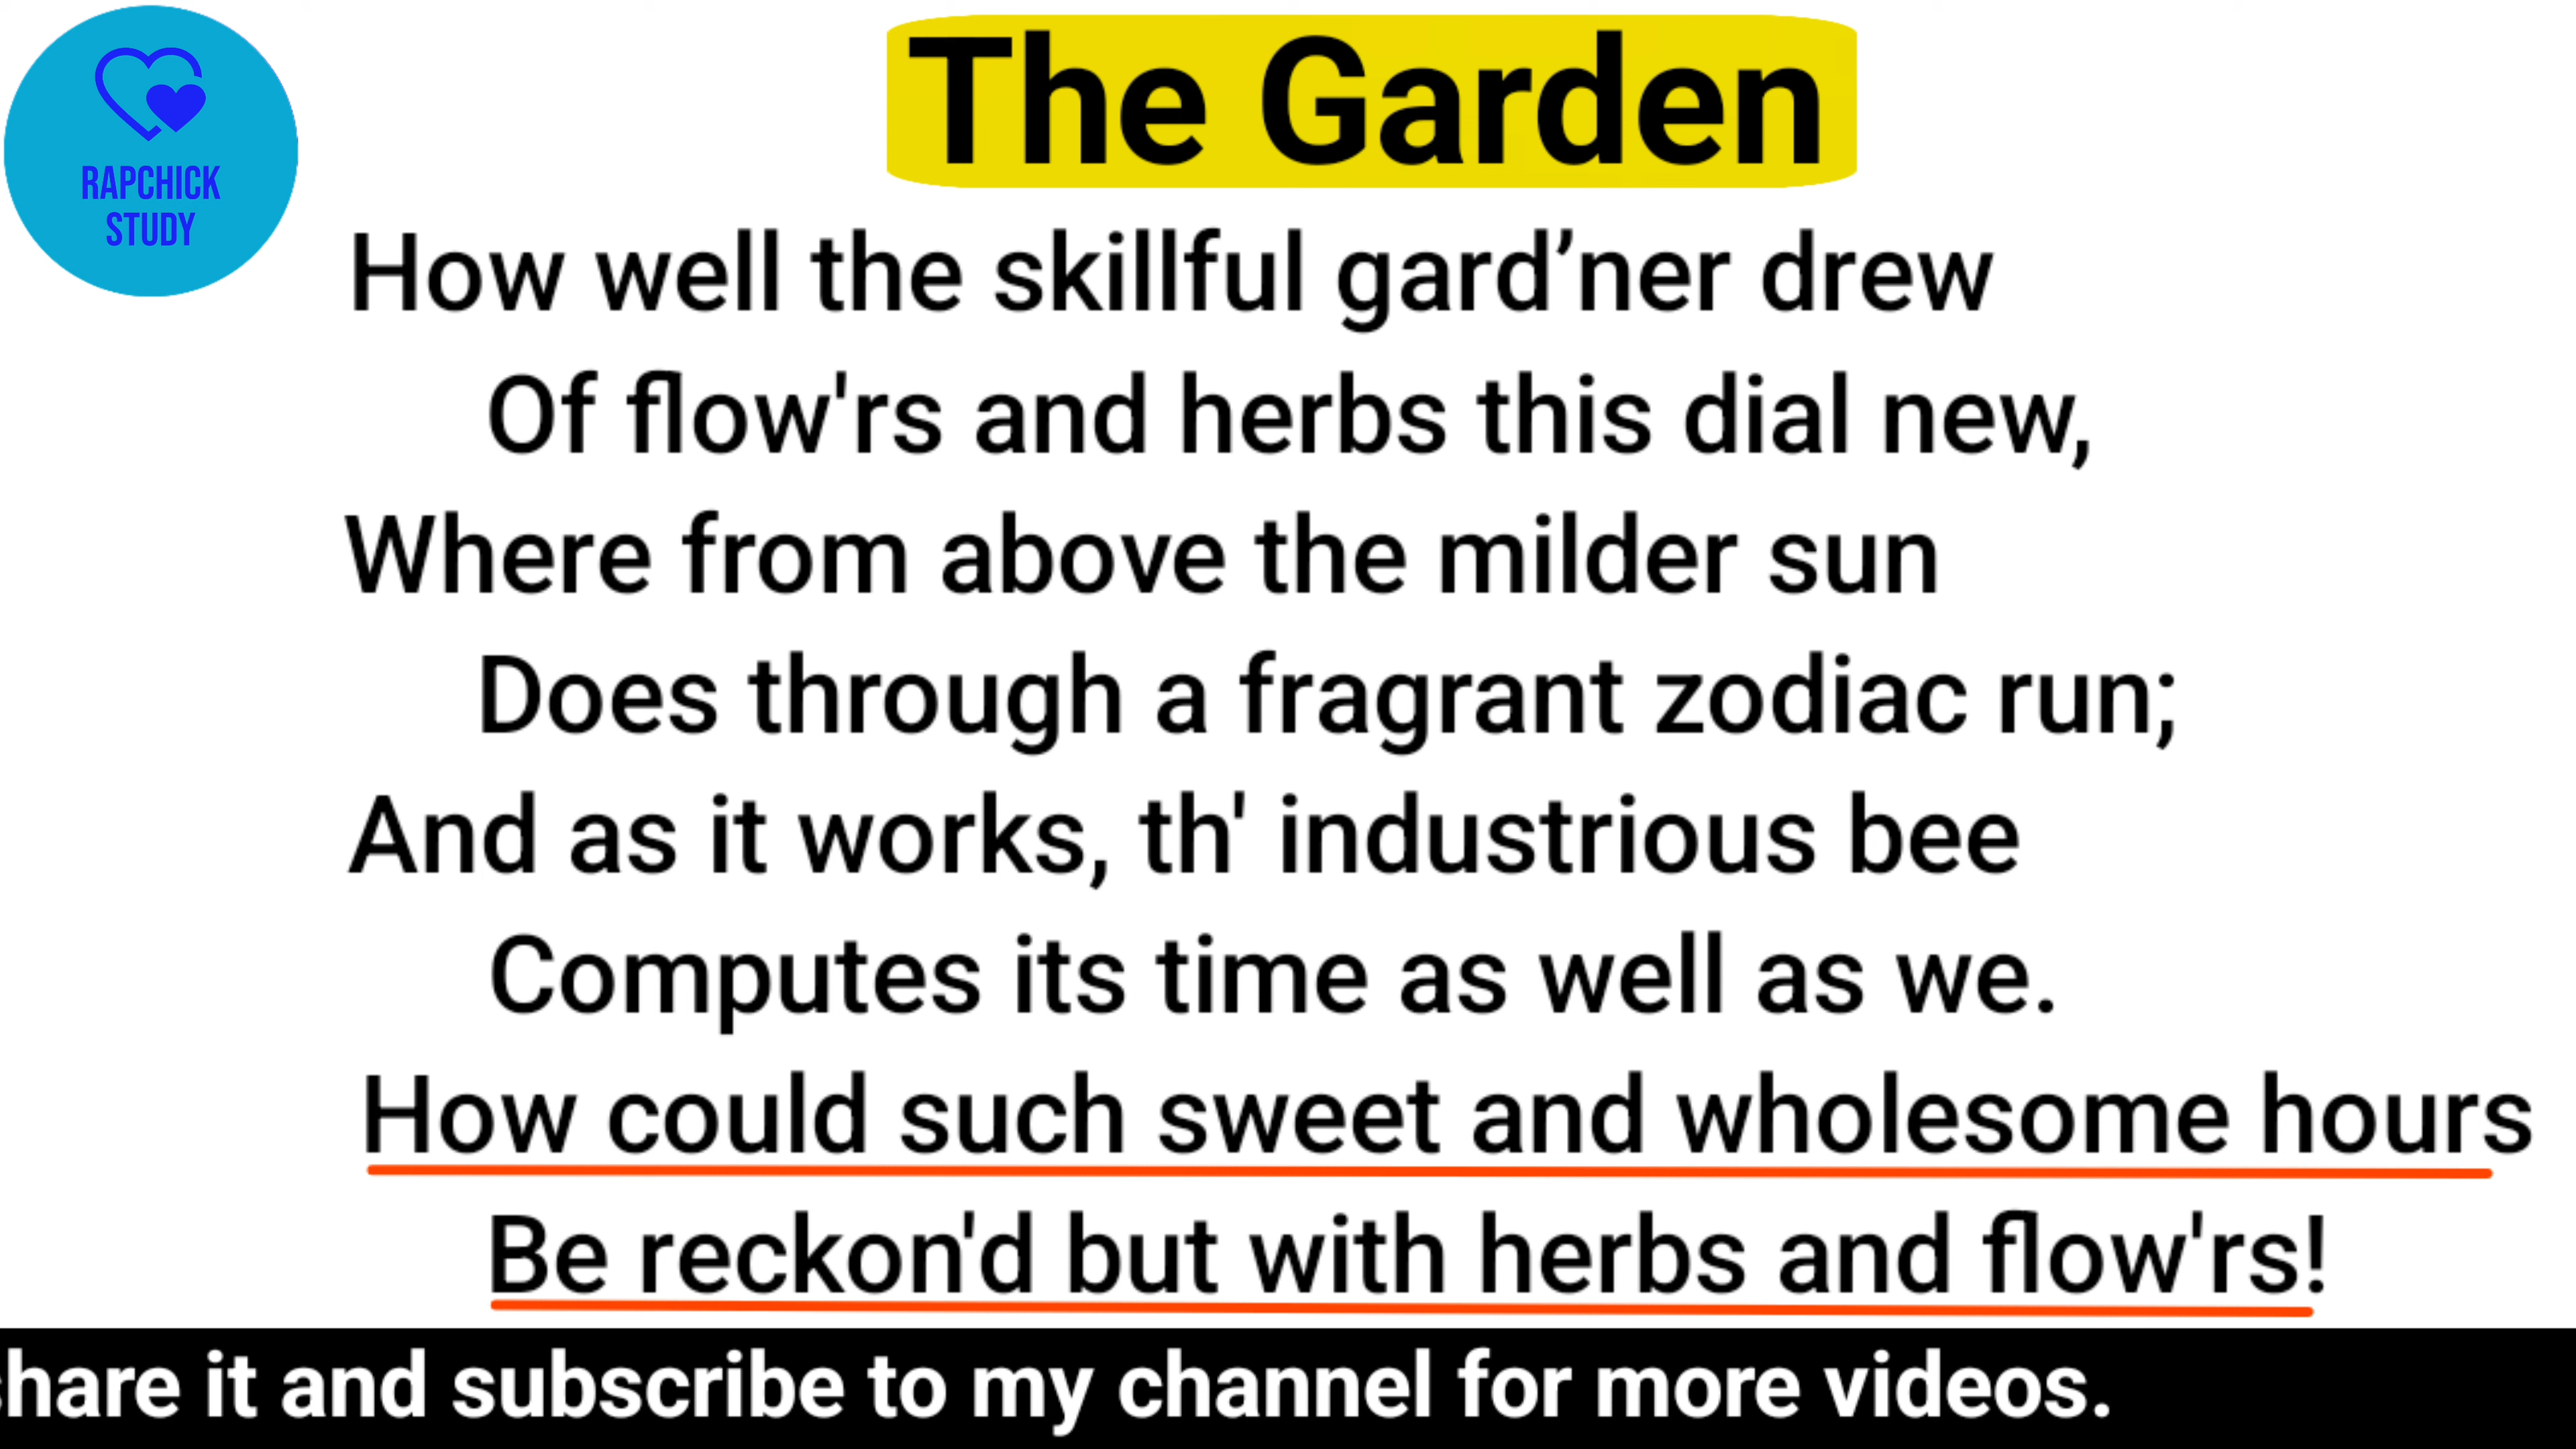 RAPCHICK
STUDY
The Garden
How well the skillful gard’ner drew
Of flow'rs and herbs this dial new,
Where from above the milder sun
Does through a fragrant zodiac run;
And as it works, th' industrious bee
Computes its time as well as we.
How could such sweet and wholesome hours
Be reckon'd but with herbs and flow'rs!
share it and subscribe to my channel for more videos.